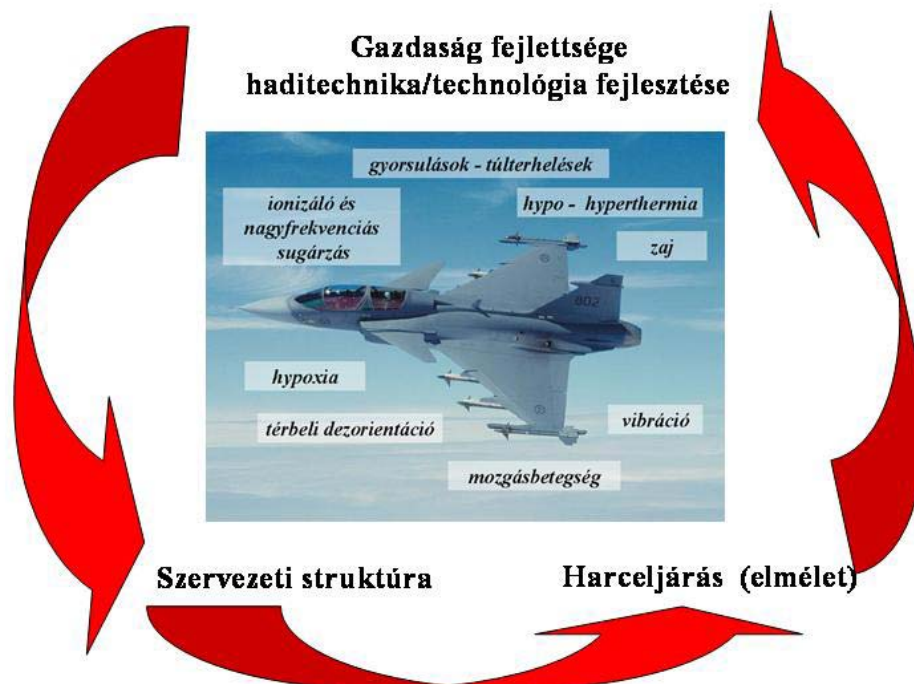 Gazdaság fejlettsége
haditechnika/technológia fejlesztése
gyorsulások - túlterhelések
ionizáló és
nagyfrekvenciás
sugárzás
hypo - hyperthermia
zaj
802
hypoxia
térbeli dezorientáció
vibráció
mozgásbetegség
Szervezeti struktúra
Harceljárás (elmélet)